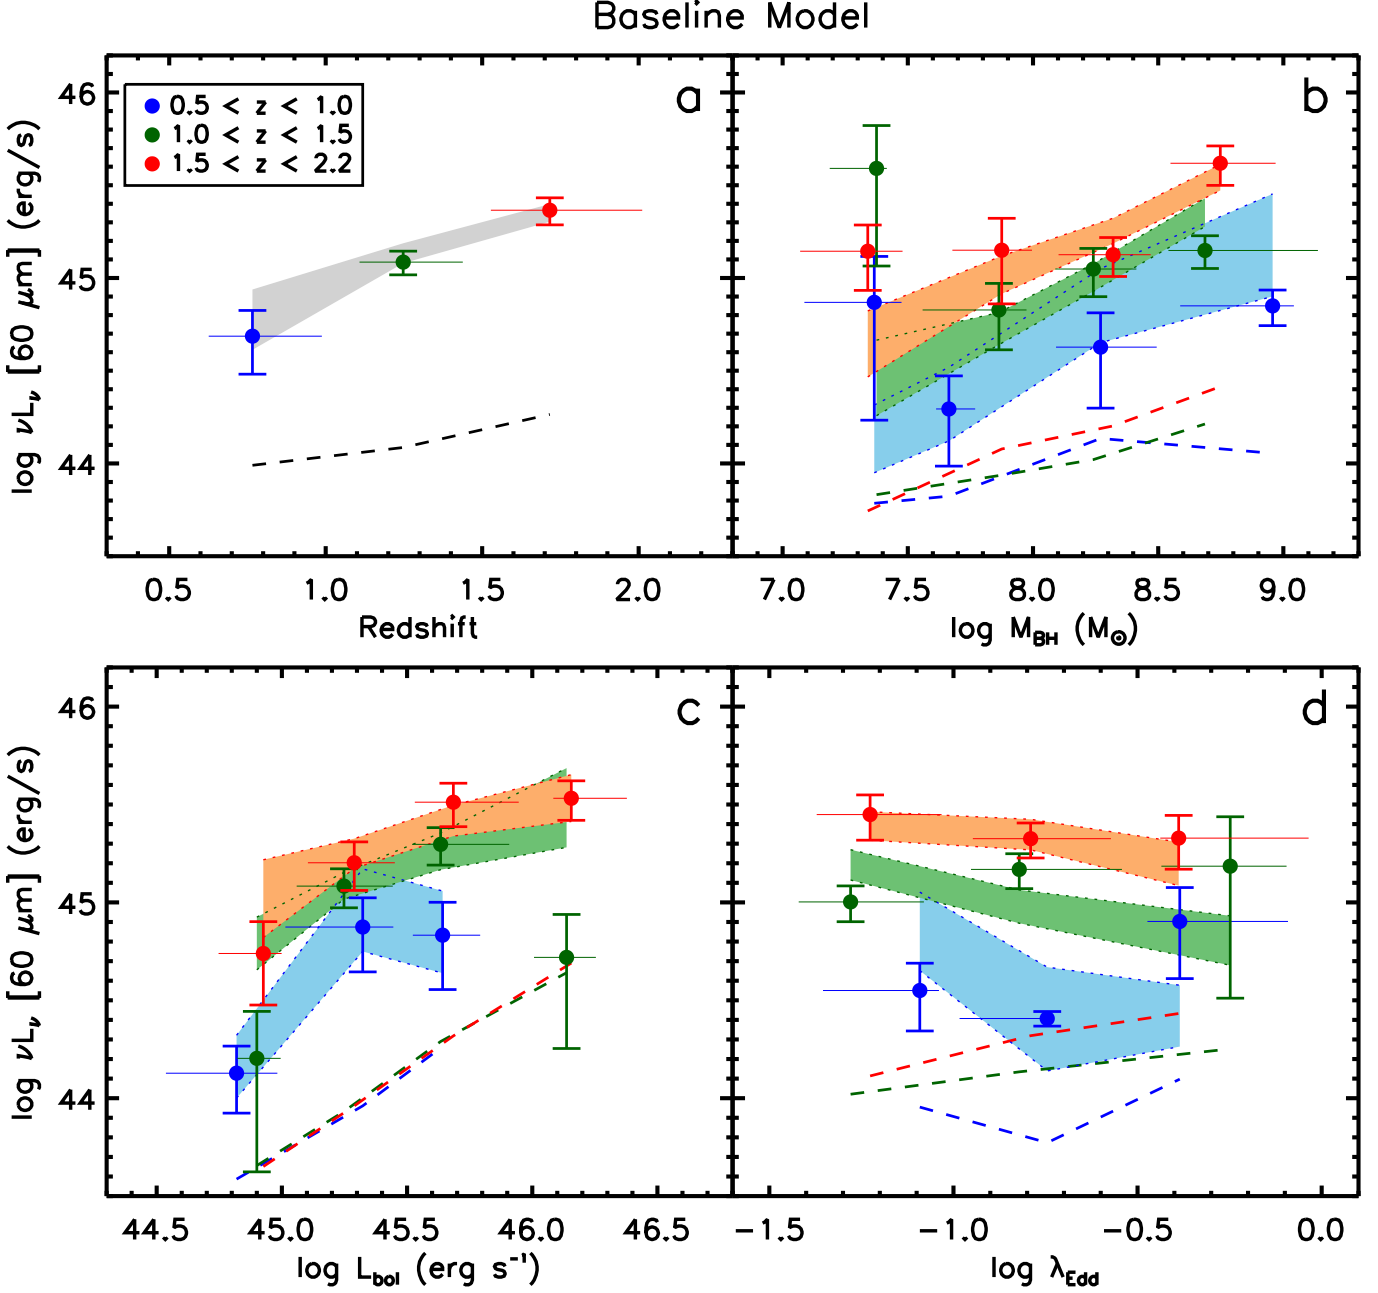 Baseline Model
46
45
44
log νLν [60 μm] (erg/s)
a
0.5 < z < 1.0
1.0 < z < 1.5
1.5 < z < 2.2
0.5 1.0 1.5 2.0
Redshift
b
7.0 7.5 8.0 8.5 9.0
log MBH (M⊙)
46
45
44
log νLν [60 μm] (erg/s)
c
44.5 45.0 45.5 46.0 46.5
log Lbol (erg s⁻¹)
d
−1.5 −1.0 −0.5 0.0
log λEdd